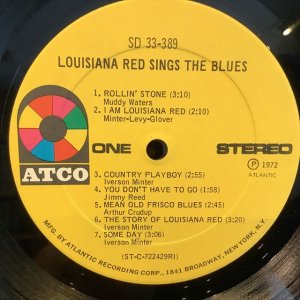 SD 33-389
LOUISIANA RED SINGS THE BLUES
1. ROLLIN' STONE (3:10)
Muddy Waters
2. I AM LOUISIANA RED (2:10)
Minter-Levy-Glover
ONE
STEREO
ATCO
Ⓟ 1972
ATLANTIC
3. COUNTRY PLAYBOY (2:55)
Iverson Minter
4. YOU DON'T HAVE TO GO (1:58)
Jimmy Reed
5. MEAN OLD FRISCO BLUES (2:45)
Arthur Crudup
6. THE STORY OF LOUISIANA RED (3:20)
Iverson Minter
7. SOME DAY (3:06)
Iverson Minter
(ST-C-722429RI)
MFG. BY ATLANTIC RECORDING CORP., 1841 BROADWAY, NEW YORK, N.Y.